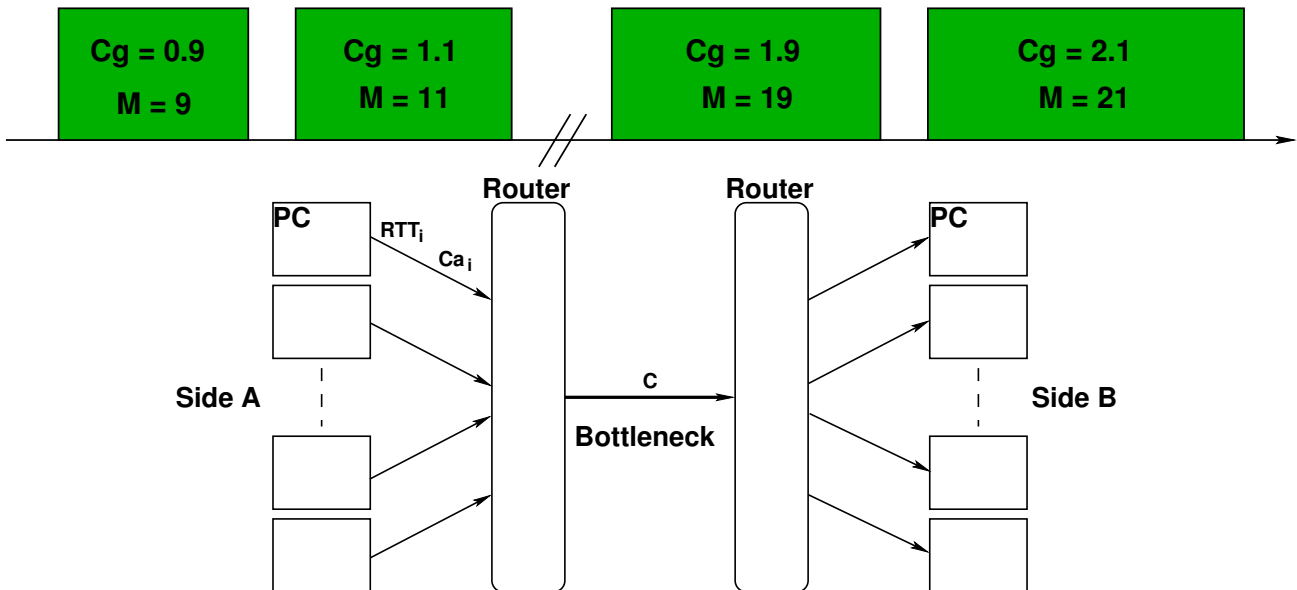 Cg = 0.9
M = 9
Cg = 1.1
M = 11
Cg = 1.9
M = 19
Cg = 2.1
M = 21
Router
Router
PC
RTTi
Cai
PC
Side A
C
Bottleneck
Side B